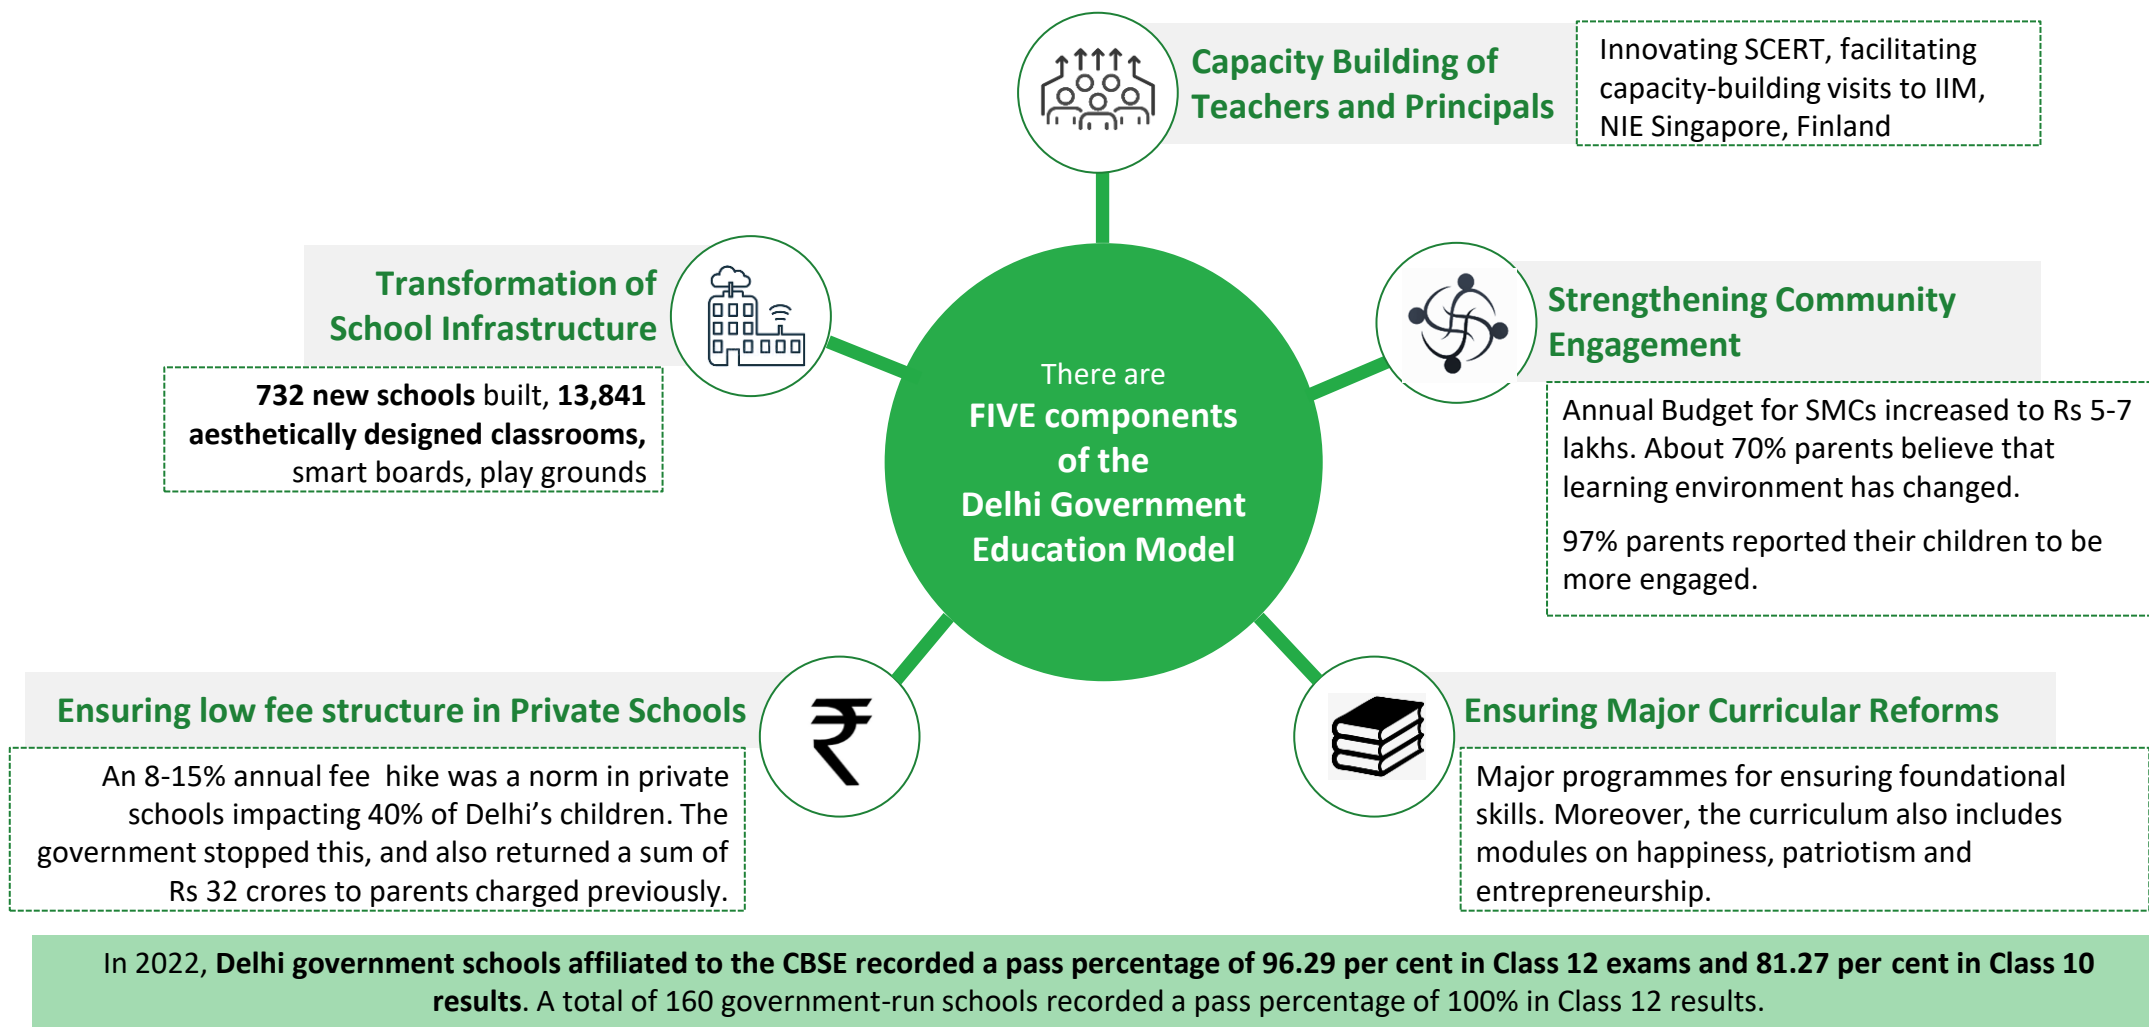 Capacity Building of
Teachers and Principals
Innovating SCERT, facilitating
capacity-building visits to IIM,
NIE Singapore, Finland
Transformation of
School Infrastructure
732 new schools built, 13,841
aesthetically designed classrooms,
smart boards, play grounds
There are
FIVE components
of the
Delhi Government
Education Model
Strengthening Community
Engagement
Annual Budget for SMCs increased to Rs 5-7
lakhs. About 70% parents believe that
learning environment has changed.
97% parents reported their children to be
more engaged.
Ensuring low fee structure in Private Schools
₹
An 8-15% annual fee hike was a norm in private
schools impacting 40% of Delhi’s children. The
government stopped this, and also returned a sum of
Rs 32 crores to parents charged previously.
Ensuring Major Curricular Reforms
Major programmes for ensuring foundational
skills. Moreover, the curriculum also includes
modules on happiness, patriotism and
entrepreneurship.
In 2022, Delhi government schools affiliated to the CBSE recorded a pass percentage of 96.29 per cent in Class 12 exams and 81.27 per cent in Class 10
results. A total of 160 government-run schools recorded a pass percentage of 100% in Class 12 results.